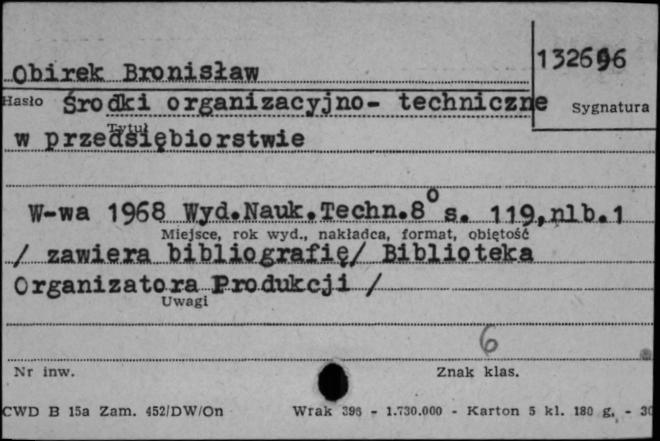 132696
Obirek Bronisław
Hasło Środki organizacyjno- techniczne
Sygnatura
Tytuł
w przedsiębiorstwie
W-wa 1968 Wyd.Nauk.Techn.8° s. 119,nlb.1
Miejsce, rok wyd., nakładca, format, objętość
/ zawiera bibliografię/ Biblioteka
Organizatora Produkcji /
Uwagi
6
Nr inw.
Znak klas.
CWD B 15a Zam. 452/DW/On Wrak 396 - 1.730.000 - Karton 5 kl. 180 g. - 30